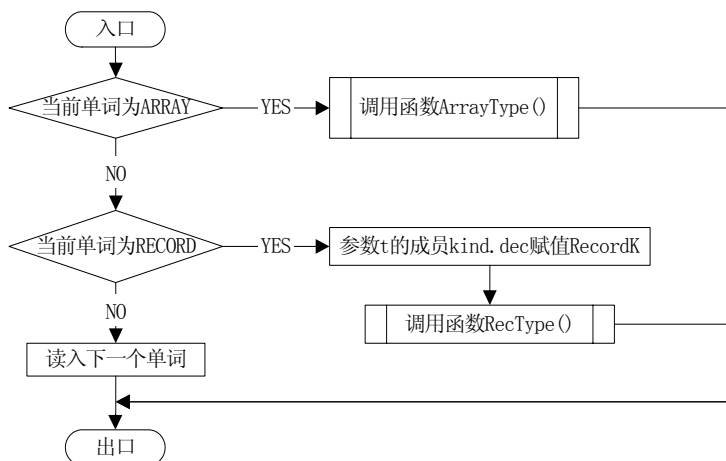 入口
当前单词为ARRAY
YES
调用函数ArrayType()
NO
当前单词为RECORD
YES
参数t的成员kind.dec赋值RecordK
NO
调用函数RecType()
读入下一个单词
出口